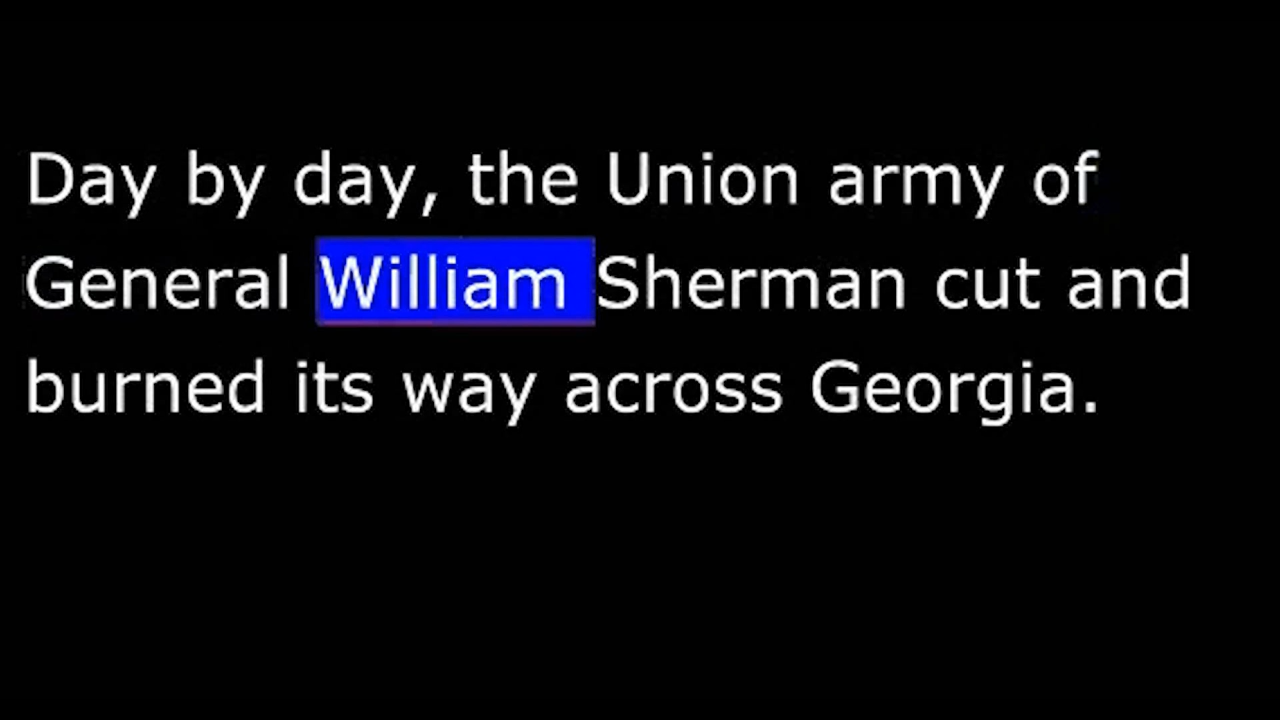 Day by day, the Union army of
General William Sherman cut and
burned its way across Georgia.